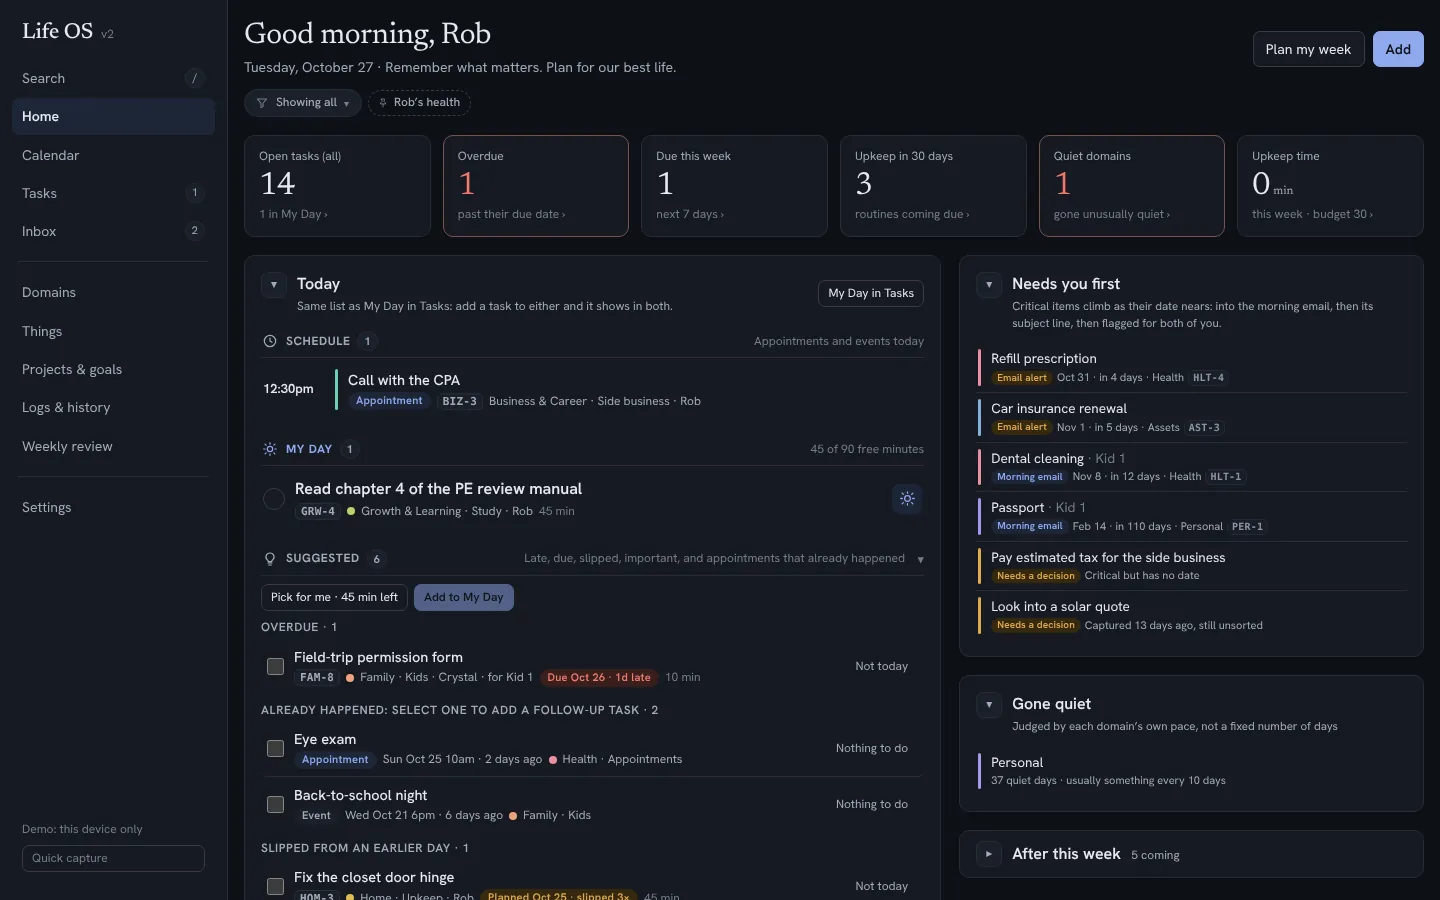 Life OS v2
Search /
Home
Calendar
Tasks 1
Inbox 2
Domains
Things
Projects & goals
Logs & history
Weekly review
Settings
Demo: this device only
Quick capture
Good morning, Rob
Tuesday, October 27 · Remember what matters. Plan for our best life.
Plan my week
Add
Showing all ▾
Rob's health
Open tasks (all)
14
1 in My Day ›
Overdue
1
past their due date ›
Due this week
1
next 7 days ›
Upkeep in 30 days
3
routines coming due ›
Quiet domains
1
gone unusually quiet ›
Upkeep time
0 min
this week · budget 30 ›
▾ Today
Same list as My Day in Tasks: add a task to either and it shows in both.
My Day in Tasks
SCHEDULE 1
Appointments and events today
12:30pm
Call with the CPA
Appointment BIZ-3 Business & Career · Side business · Rob
MY DAY 1
45 of 90 free minutes
Read chapter 4 of the PE review manual
GRW-4 Growth & Learning · Study · Rob 45 min
SUGGESTED 6
Late, due, slipped, important, and appointments that already happened ▾
Pick for me · 45 min left
Add to My Day
OVERDUE · 1
Field-trip permission form
FAM-8 Family · Kids · Crystal · for Kid 1 Due Oct 26 · 1d late 10 min
Not today
ALREADY HAPPENED: SELECT ONE TO ADD A FOLLOW-UP TASK · 2
Eye exam
Appointment Sun Oct 25 10am · 2 days ago Health · Appointments
Nothing to do
Back-to-school night
Event Wed Oct 21 6pm · 6 days ago Family · Kids
Nothing to do
SLIPPED FROM AN EARLIER DAY · 1
Fix the closet door hinge
HOM-3 Home · Upkeep · Rob Planned Oct 25 · slipped 3× 45 min
Not today
▾ Needs you first
Critical items climb as their date nears: into the morning email, then its
subject line, then flagged for both of you.
Refill prescription
Email alert Oct 31 · in 4 days · Health HLT-4
Car insurance renewal
Email alert Nov 1 · in 5 days · Assets AST-3
Dental cleaning · Kid 1
Morning email Nov 8 · in 12 days · Health HLT-1
Passport · Kid 1
Morning email Feb 14 · in 110 days · Personal PER-1
Pay estimated tax for the side business
Needs a decision Critical but has no date
Look into a solar quote
Needs a decision Captured 13 days ago, still unsorted
▾ Gone quiet
Judged by each domain's own pace, not a fixed number of days
Personal
37 quiet days · usually something every 10 days
▸ After this week 5 coming